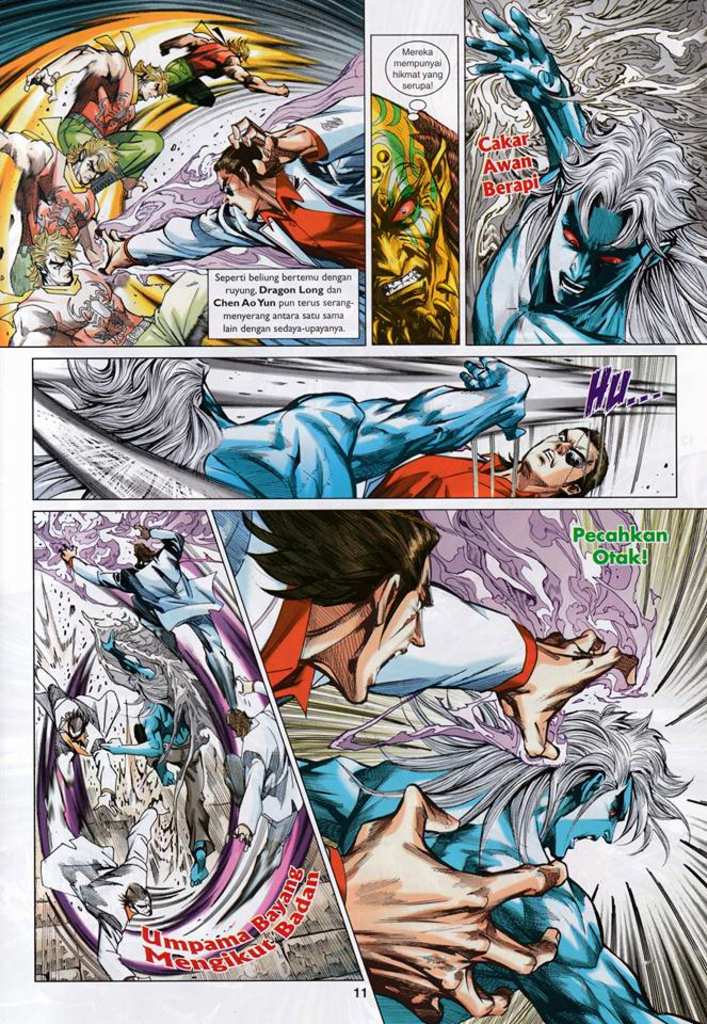 Seperti beliung bertemu dengan
ruyung, Dragon Long dan
Chen Ao Yun pun terus serang-
menyerang antara satu sama
lain dengan sedaya-upayanya.
Mereka
mempunyai
hikmat yang
serupa!
Cakar
Awan
Berapi
HU...
Umpama Bayang
Mengikut Badan
Pecahkan
Otak!
11